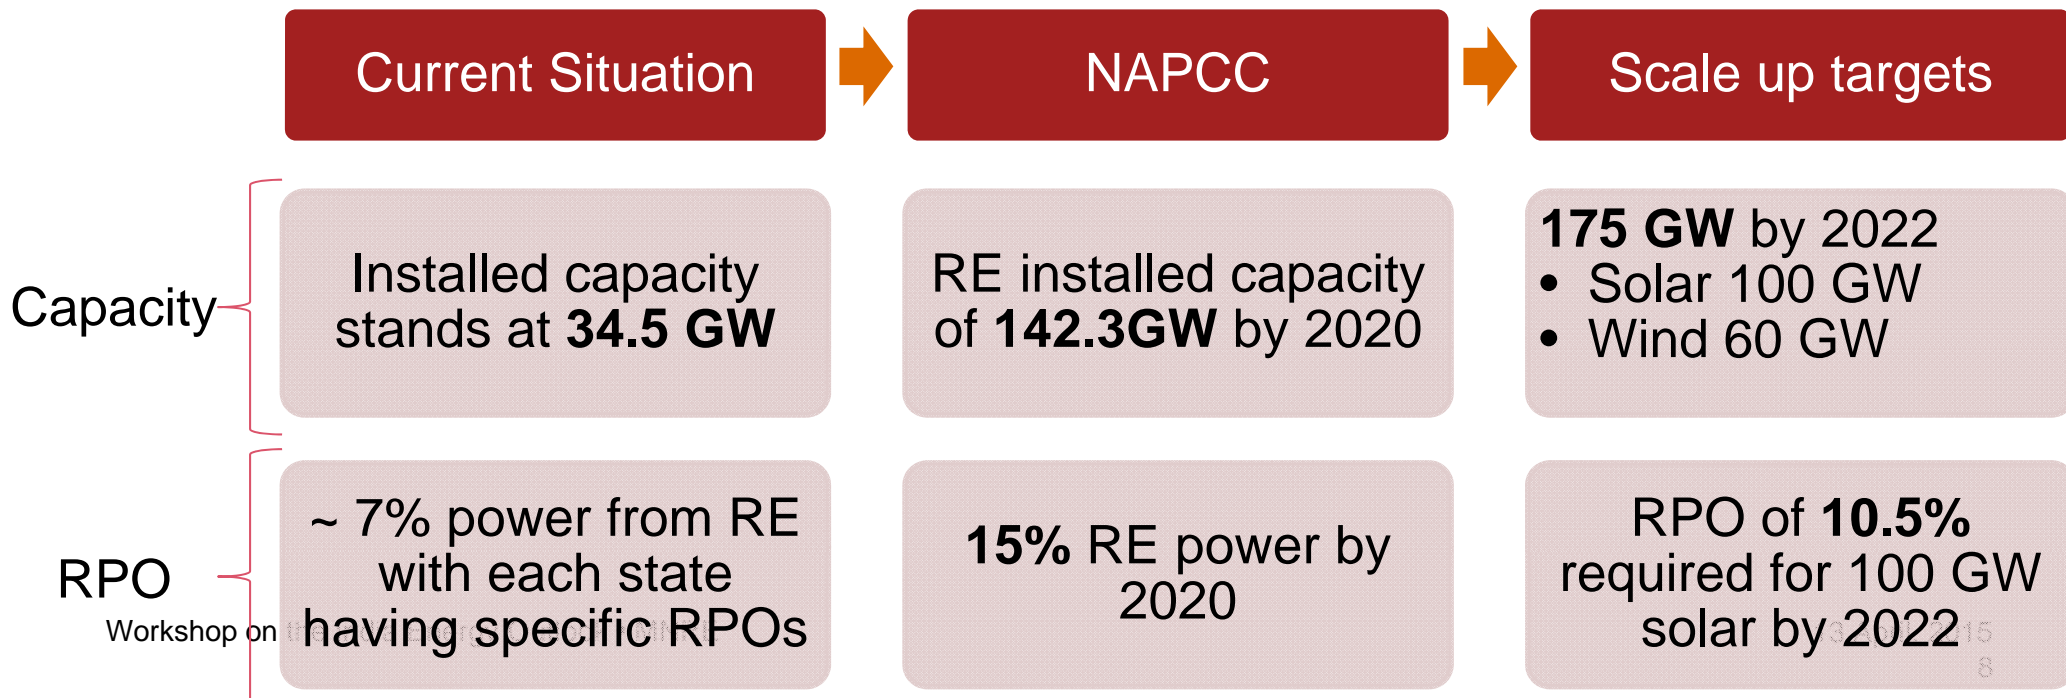 Current Situation
NAPCC
Scale up targets
Capacity
Installed capacity
stands at 34.5 GW
RE installed capacity
of 142.3GW by 2020
175 GW by 2022
• Solar 100 GW
• Wind 60 GW
RPO
~ 7% power from RE
with each state
having specific RPOs
15% RE power by
2020
RPO of 10.5%
required for 100 GW
solar by 2022
Workshop on the
2015
8